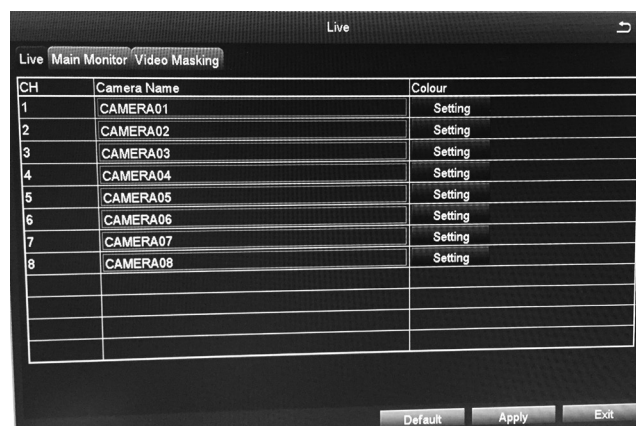 Live
Live Main Monitor Video Masking
CH Camera Name Colour
1 CAMERA01 Setting
2 CAMERA02 Setting
3 CAMERA03 Setting
4 CAMERA04 Setting
5 CAMERA05 Setting
6 CAMERA06 Setting
7 CAMERA07 Setting
8 CAMERA08 Setting
Default Apply Exit